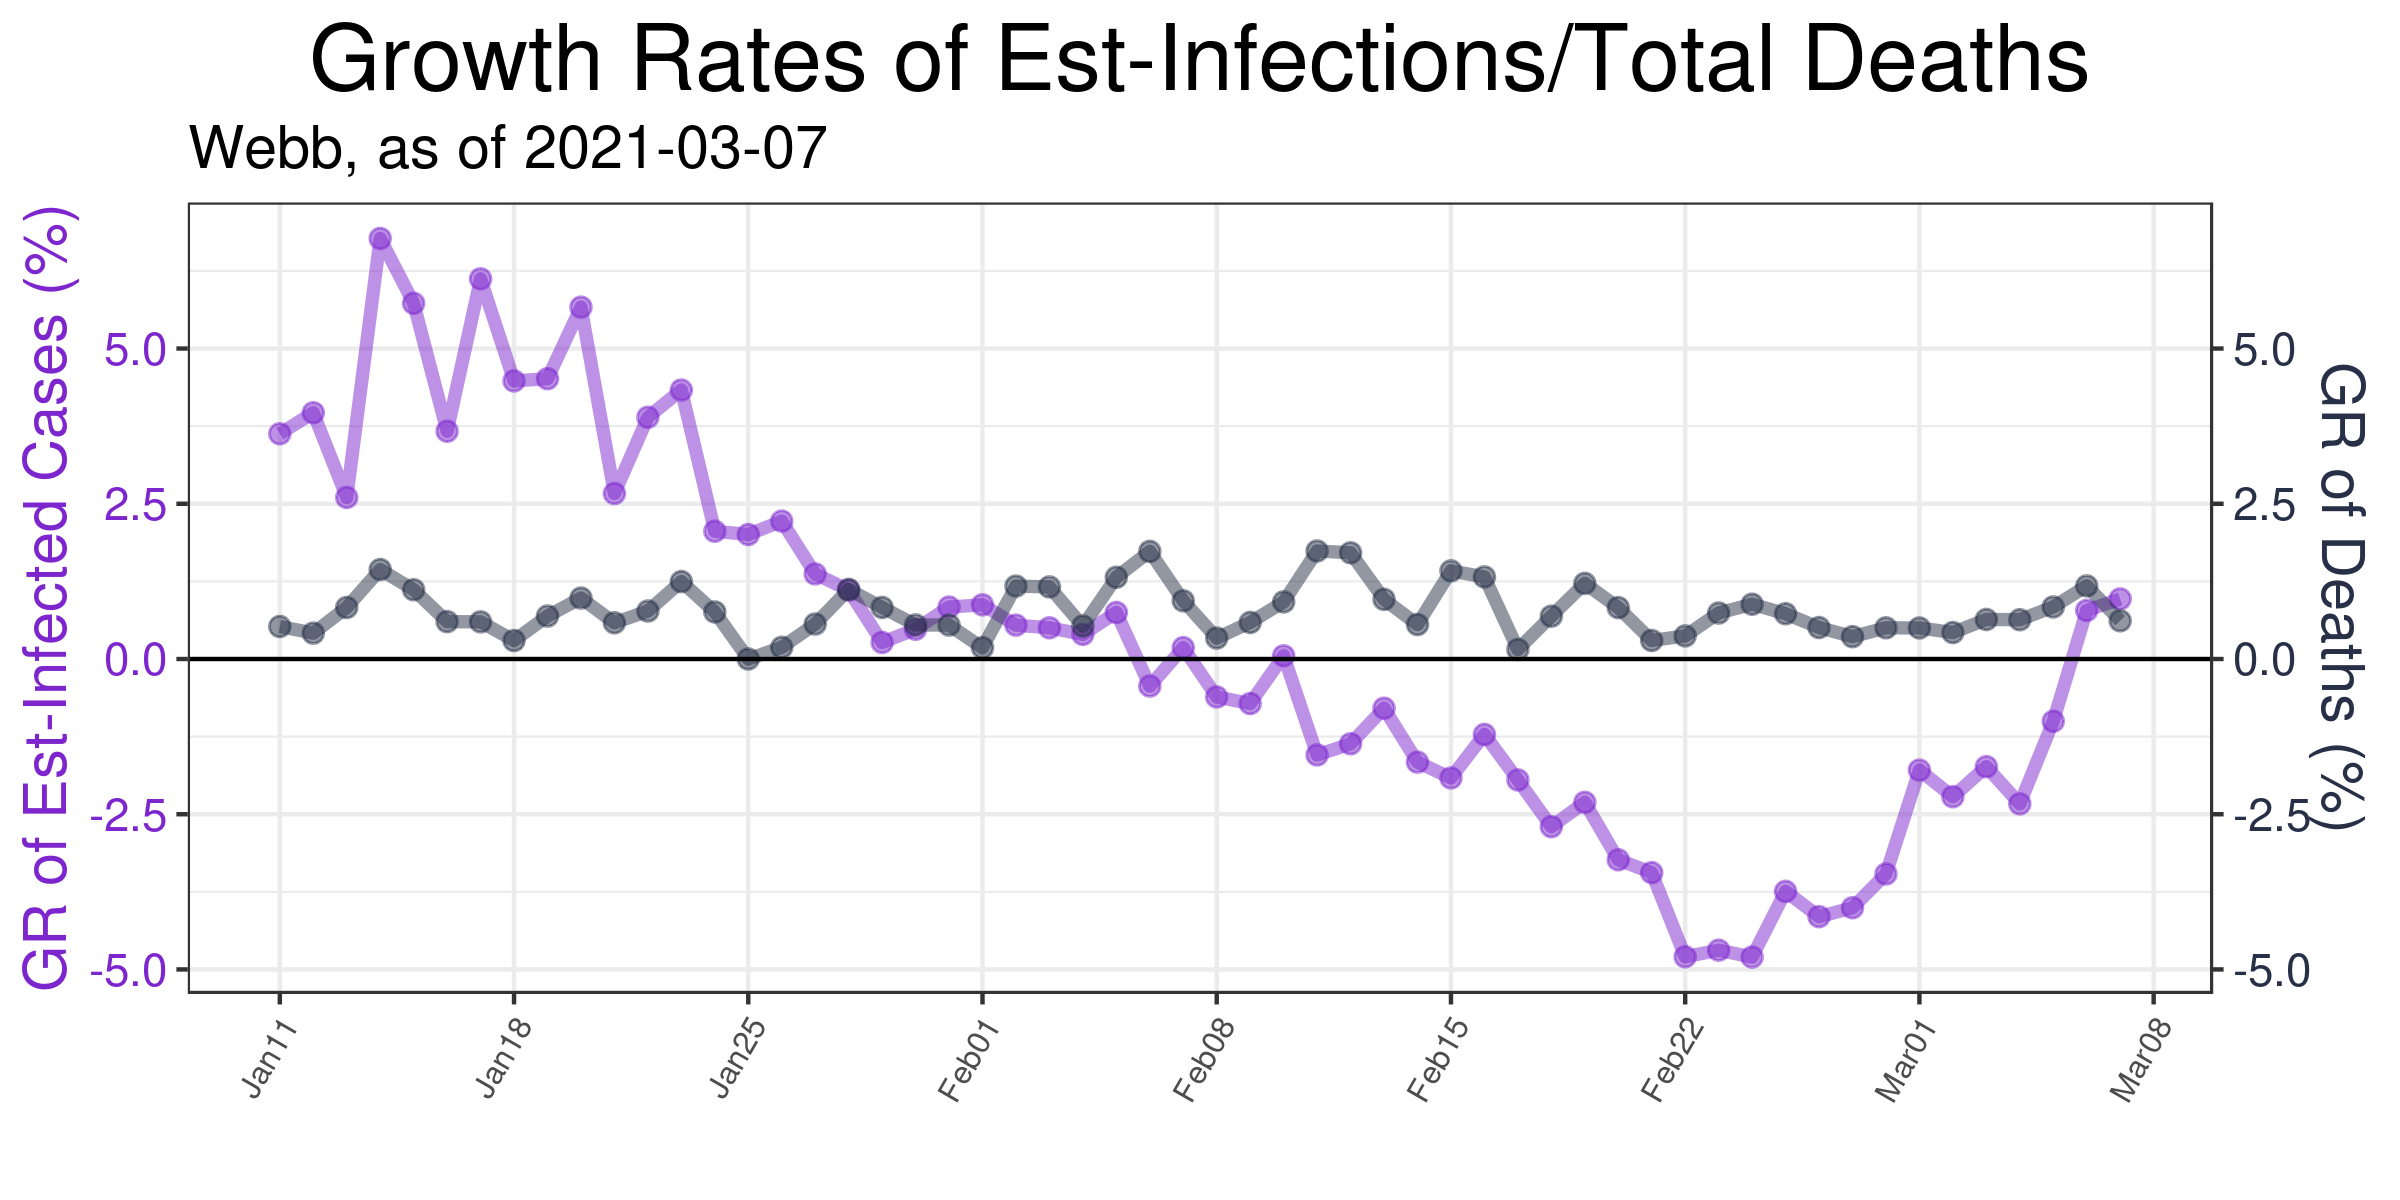 Growth Rates of Est-Infections/Total Deaths
Webb, as of 2021-03-07
GR of Est-Infected Cases (%)
5.0
2.5
0.0
-2.5
-5.0
5.0
2.5
0.0
-2.5
-5.0
GR of Deaths (%)
Jan11
Jan18
Jan25
Feb01
Feb08
Feb15
Feb22
Mar01
Mar08